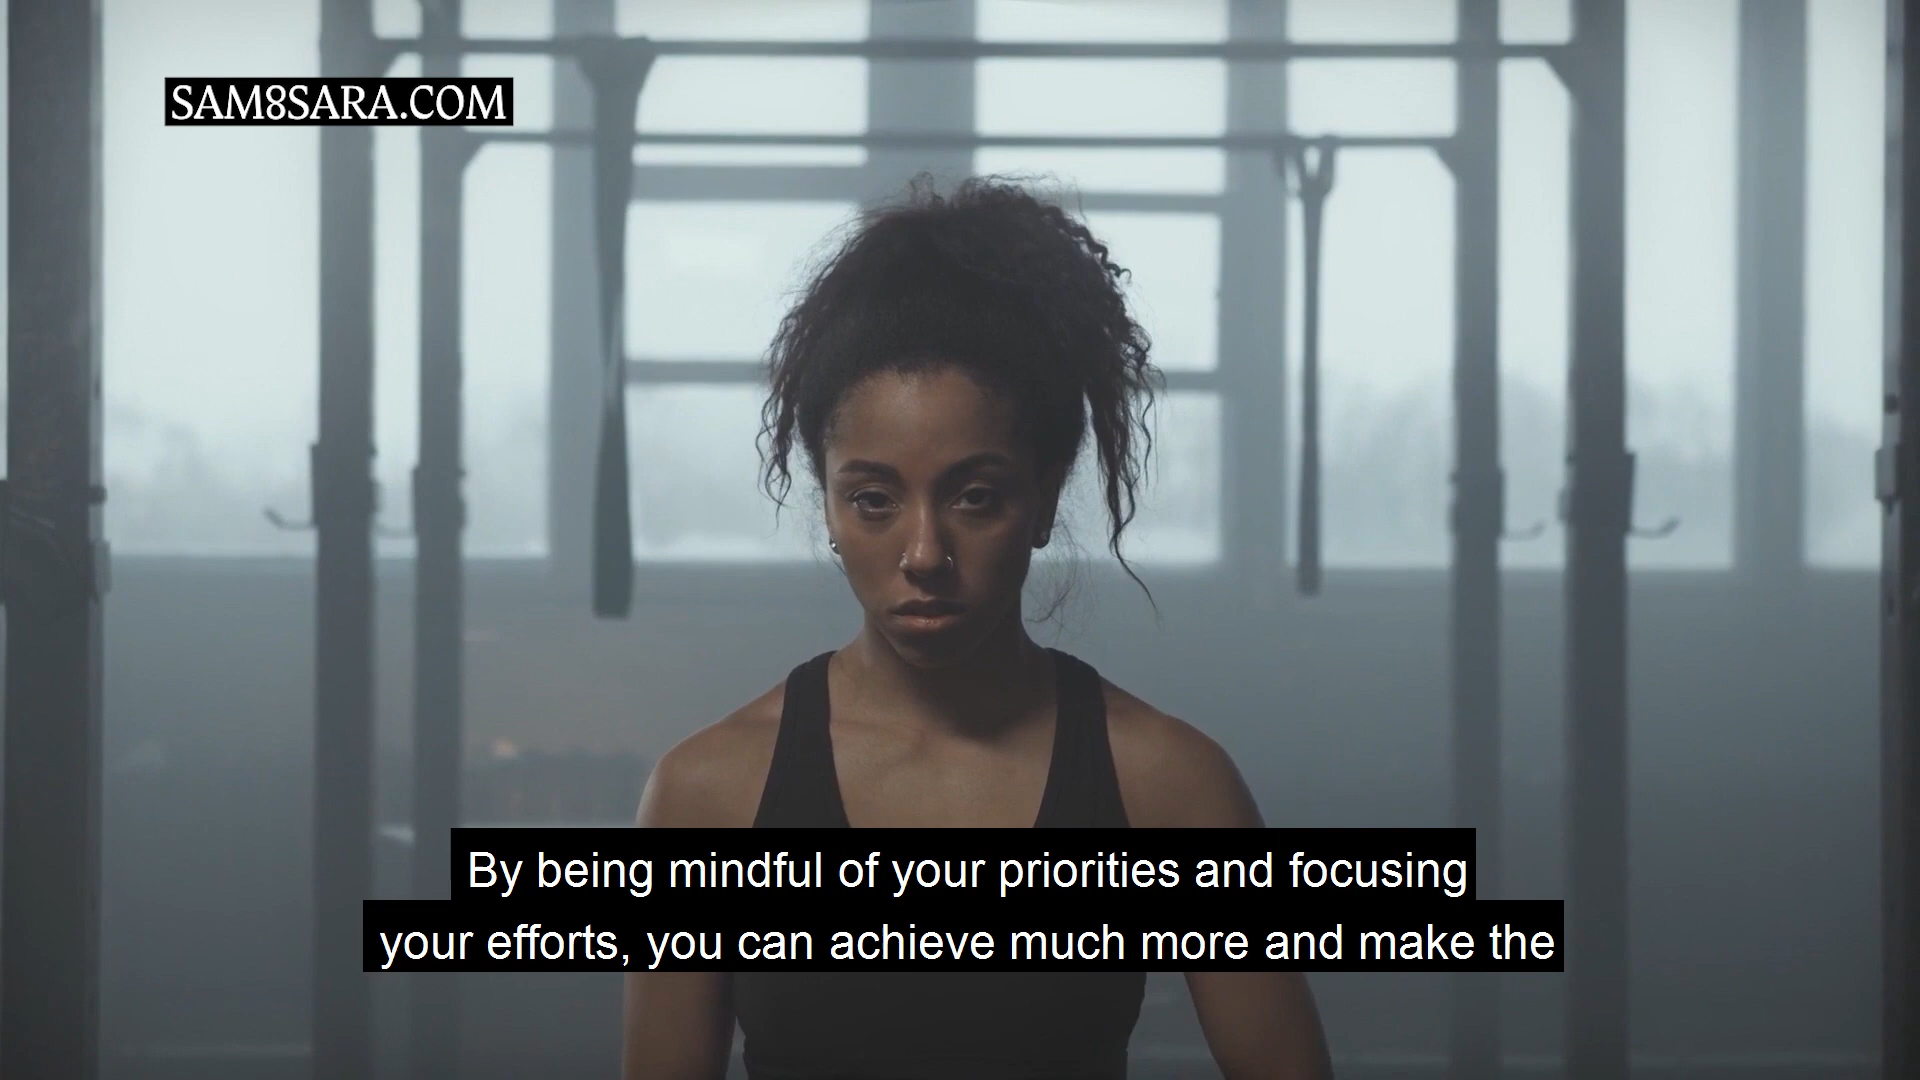 SAM8SARA.COM
By being mindful of your priorities and focusing
your efforts, you can achieve much more and make the